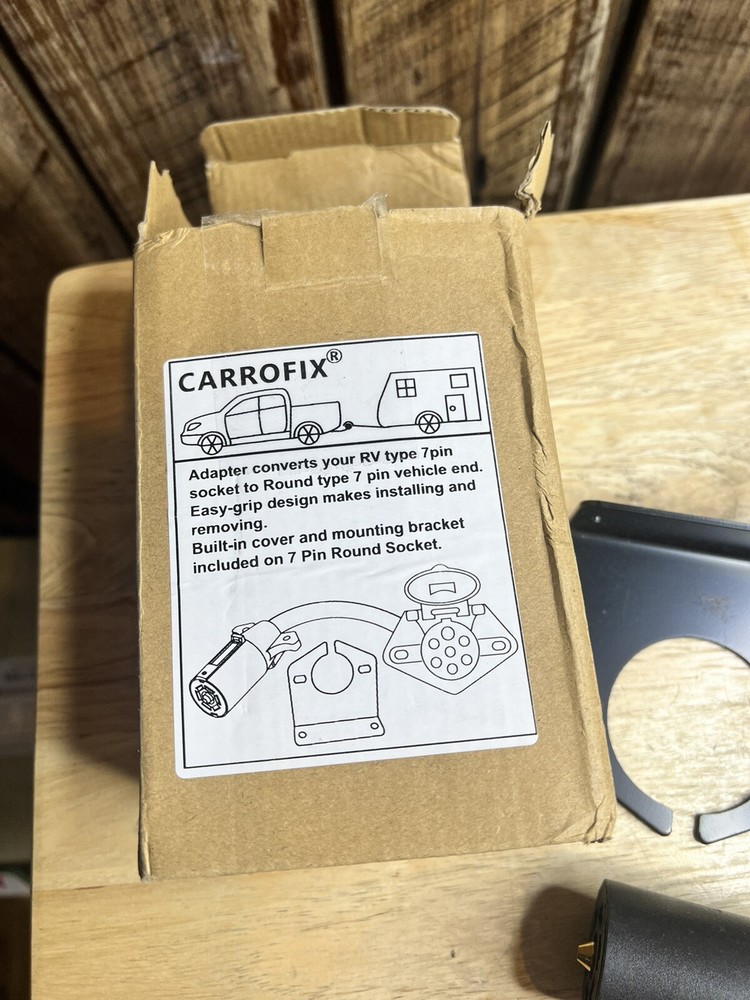 CARROFIX®
Adapter converts your RV type 7pin
socket to Round type 7 pin vehicle end.
Easy-grip design makes installing and
removing.
Built-in cover and mounting bracket
included on 7 Pin Round Socket.